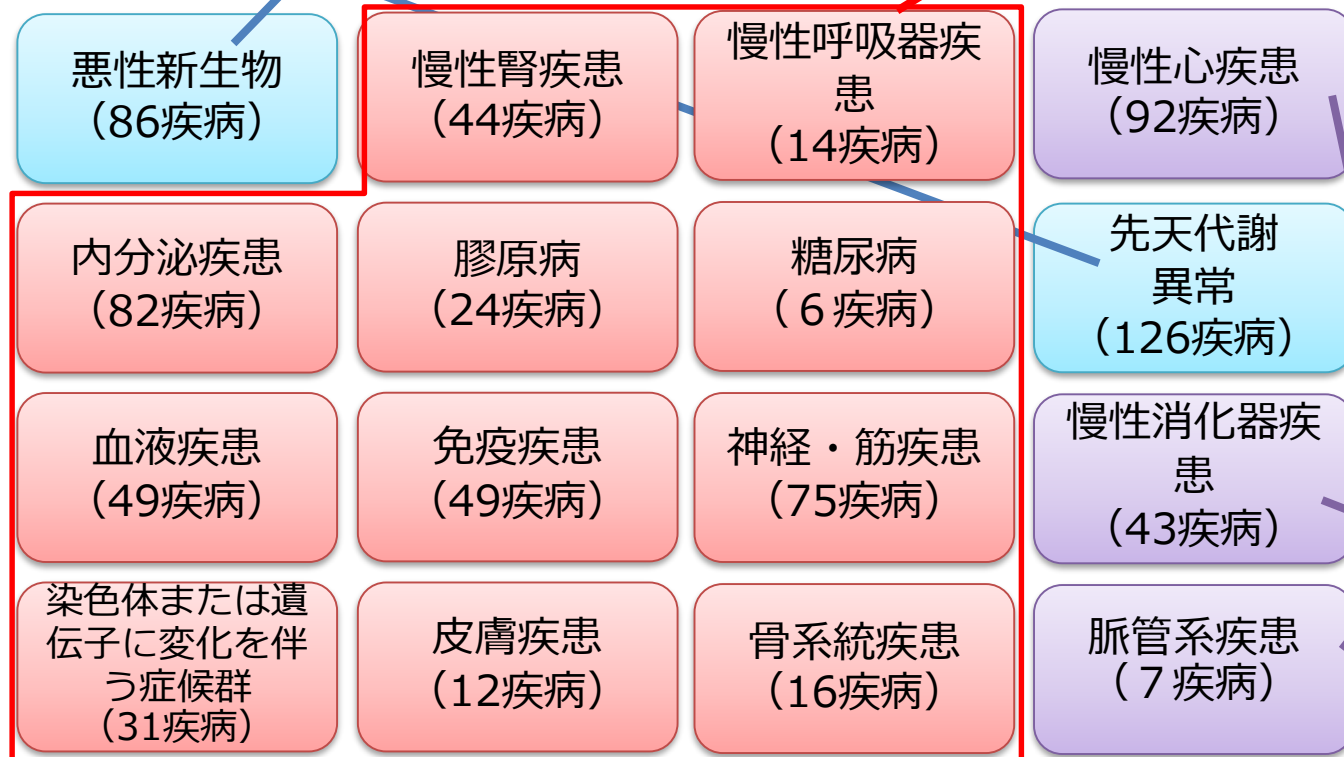 悪性新生物
（86疾病）
慢性腎疾患
（44疾病）
慢性呼吸器疾
患
（14疾病）
慢性心疾患
（92疾病）
内分泌疾患
（82疾病）
膠原病
（24疾病）
糖尿病
（６疾病）
先天代謝
異常
（126疾病）
血液疾患
（49疾病）
免疫疾患
（49疾病）
神経・筋疾患
（75疾病）
慢性消化器疾
患
（43疾病）
染色体または遺
伝子に変化を伴
う症候群
（31疾病）
皮膚疾患
（12疾病）
骨系統疾患
（16疾病）
脈管系疾患
（７疾病）